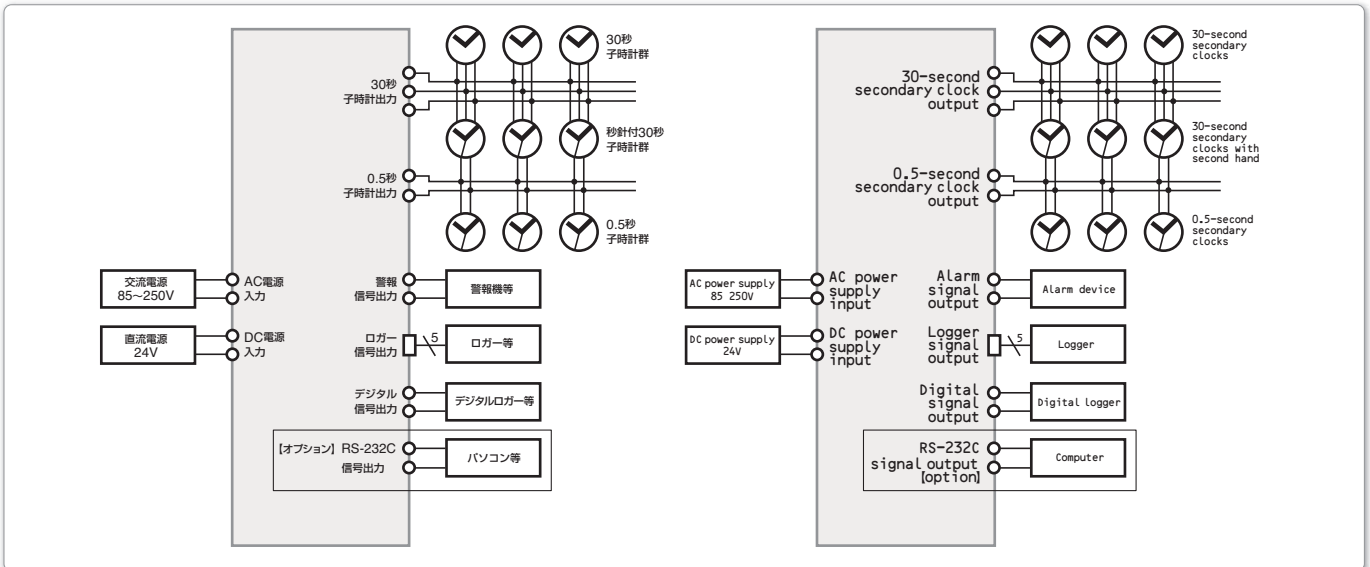 30秒
子時計群
30秒
子時計出力
秒針付30秒
子時計群
0.5秒
子時計出力
0.5秒
子時計群
交流電源
85～250V
AC電源
入力
警報
信号出力
警報機等
直流電源
24V
DC電源
入力
ロガー
信号出力
5
ロガー等
デジタル
信号出力
デジタルロガー等
【オプション】RS-232C
信号出力
パソコン等
30-second
secondary
clocks
30-second
secondary clock
output
30-second
secondary
clocks with
second hand
0.5-second
secondary clock
output
0.5-second
secondary
clocks
AC power supply
85 250V
AC power
supply
input
Alarm
signal
output
Alarm device
DC power supply
24V
DC power
supply
input
Logger
signal
output
5
Logger
Digital
signal
output
Digital logger
RS-232C
signal output
【option】
Computer